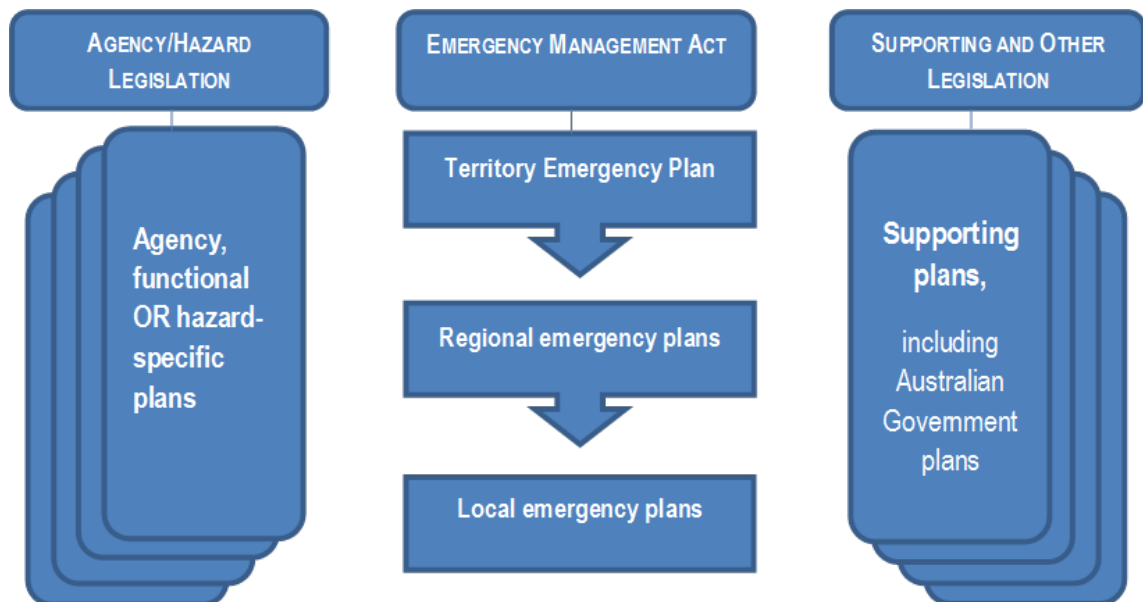 AGENCY/HAZARD
LEGISLATION
Agency,
functional
OR hazard-
specific
plans
EMERGENCY MANAGEMENT ACT
Territory Emergency Plan
Regional emergency plans
Local emergency plans
SUPPORTING AND OTHER
LEGISLATION
Supporting
plans,
including
Australian
Government
plans